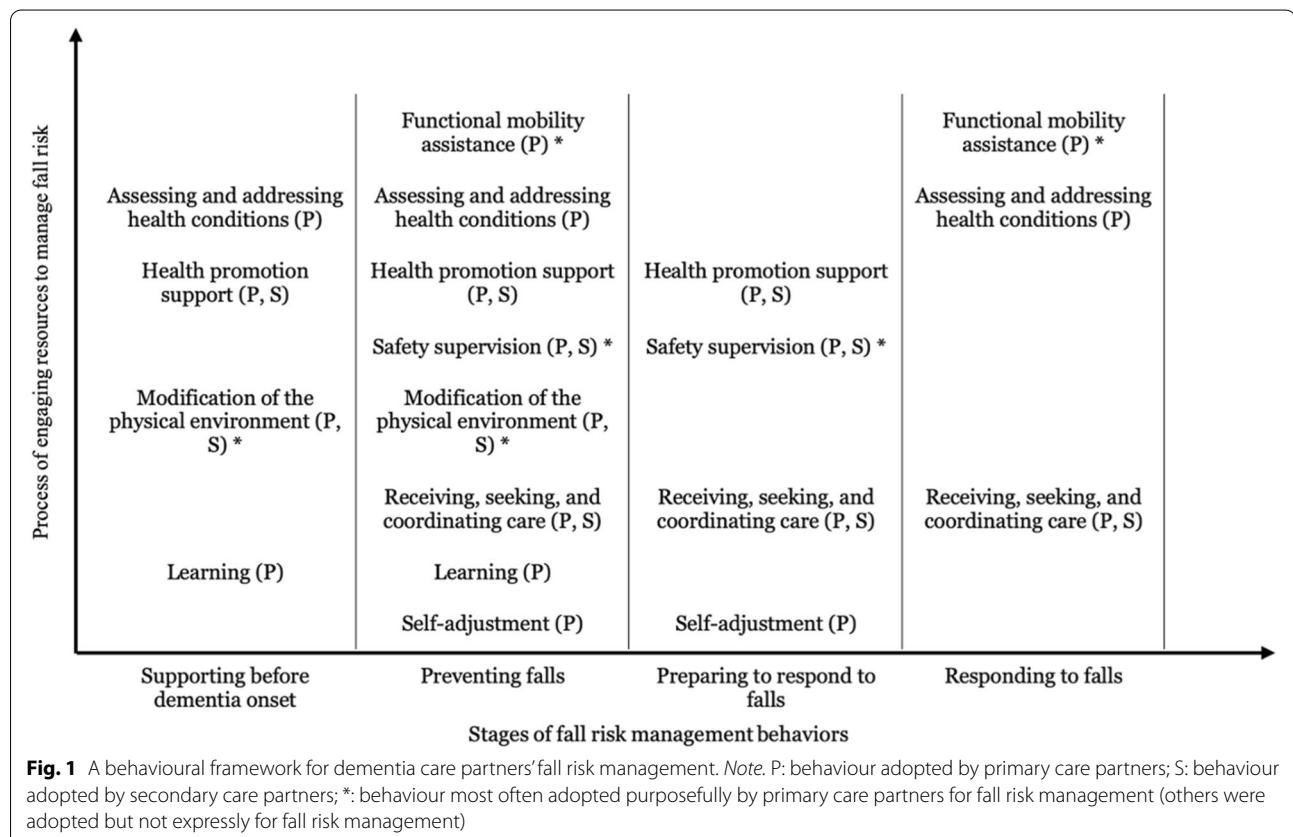 Process of engaging resources to manage fall risk
Functional mobility
assistance (P) *
Functional mobility
assistance (P) *
Assessing and addressing
health conditions (P)
Assessing and addressing
health conditions (P)
Assessing and addressing
health conditions (P)
Health promotion
support (P, S)
Health promotion support
(P, S)
Health promotion support
(P, S)
Safety supervision (P, S) *
Safety supervision (P, S) *
Modification of the
physical environment (P,
S) *
Modification of the
physical environment (P,
S) *
Receiving, seeking, and
coordinating care (P, S)
Receiving, seeking, and
coordinating care (P, S)
Receiving, seeking, and
coordinating care (P, S)
Learning (P)
Learning (P)
Self-adjustment (P)
Self-adjustment (P)
Supporting before
dementia onset
Preventing falls
Preparing to respond to
falls
Responding to falls
Stages of fall risk management behaviors
Fig. 1 A behavioural framework for dementia care partners' fall risk management. Note. P: behaviour adopted by primary care partners; S: behaviour
adopted by secondary care partners; *: behaviour most often adopted purposefully by primary care partners for fall risk management (others were
adopted but not expressly for fall risk management)